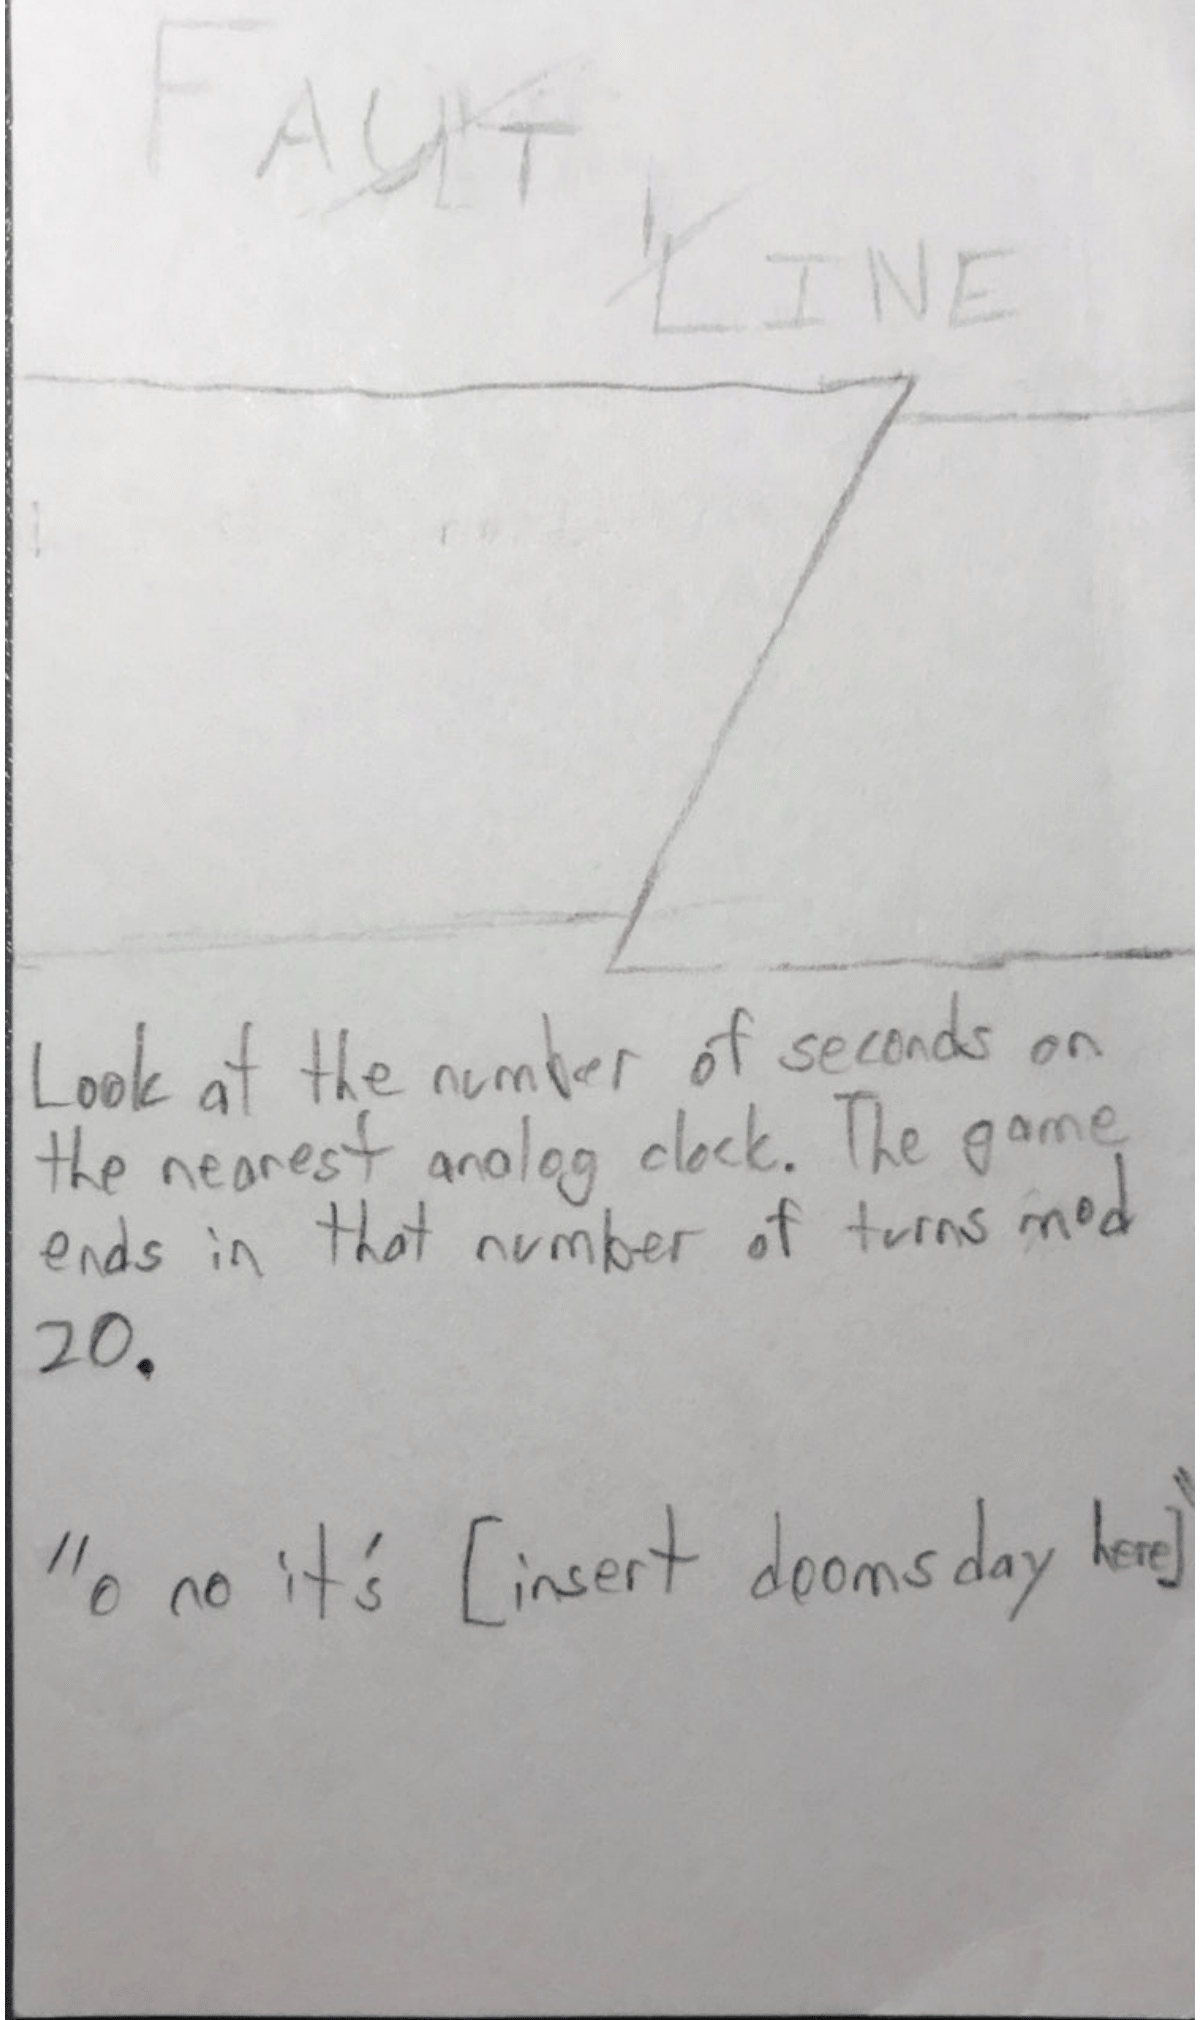 FAULT
LINE
Look at the number of seconds on
the nearest analog clock. The game
ends in that number of turns mod
20.
"o no it's [insert doomsday here]"